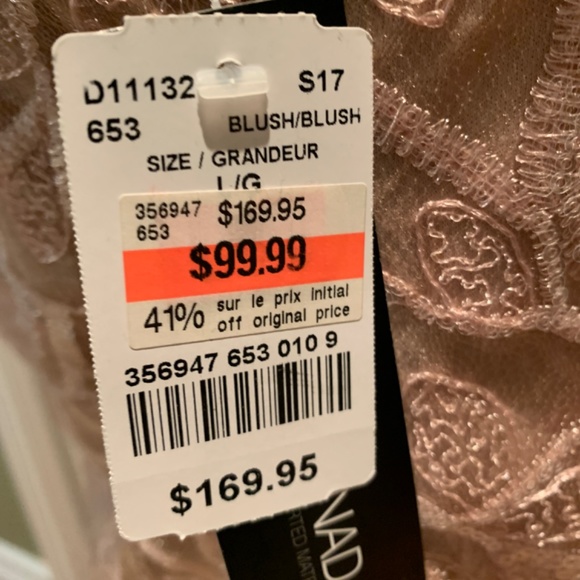 D11132 S17
653 BLUSH/BLUSH
SIZE / GRANDEUR
L/G
356947 $169.95
653
$99.99
41% sur le prix initial
off original price
356947 653 010 9
$169.95
NAD